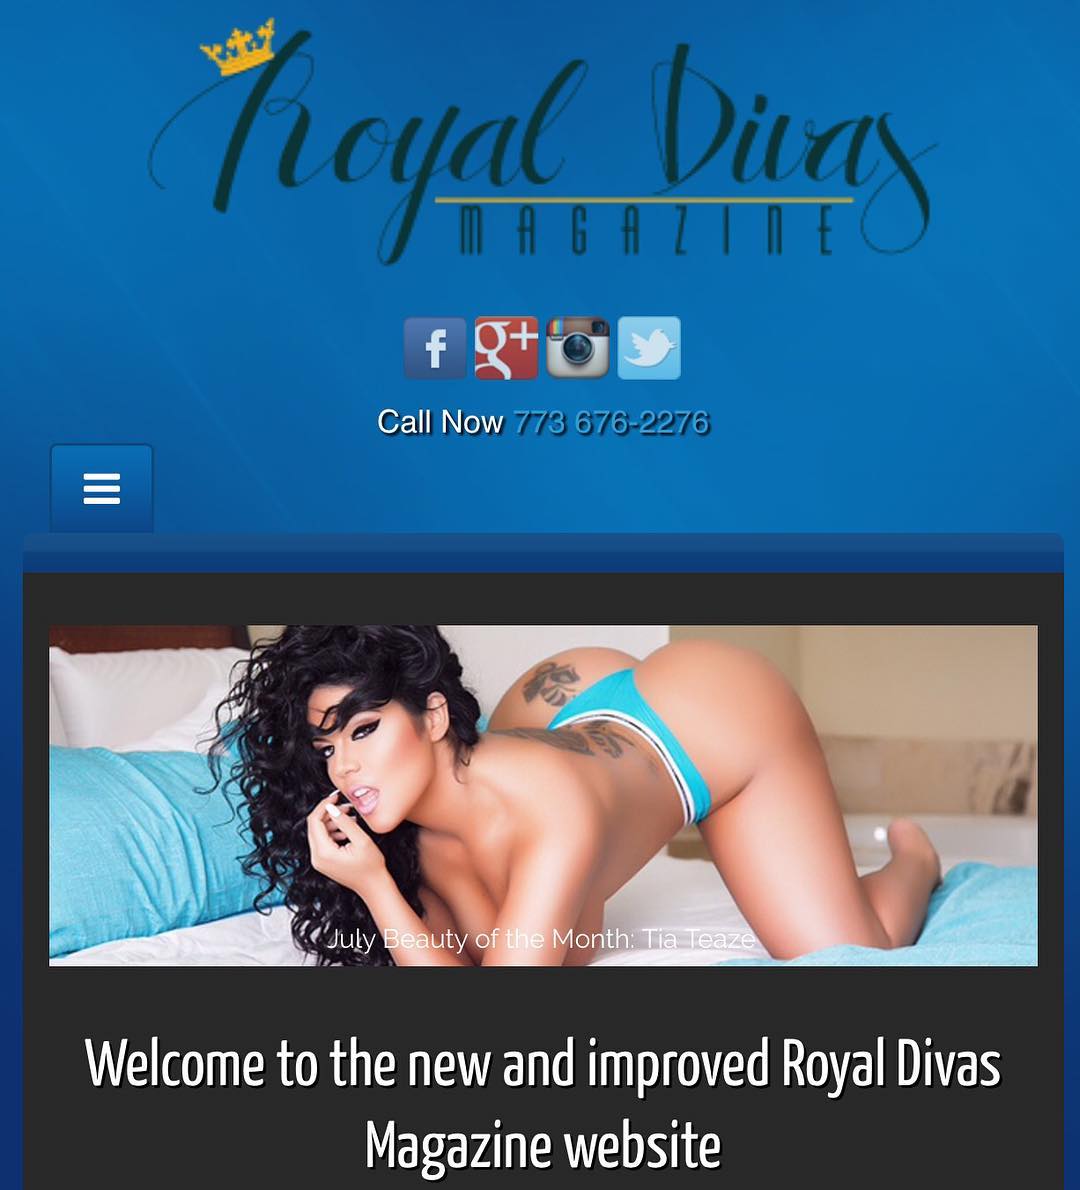 Royal Divas
MAGAZINE
f g+
Call Now 773 676-2276
July Beauty of the Month: Tia Teaze
Welcome to the new and improved Royal Divas
Magazine website